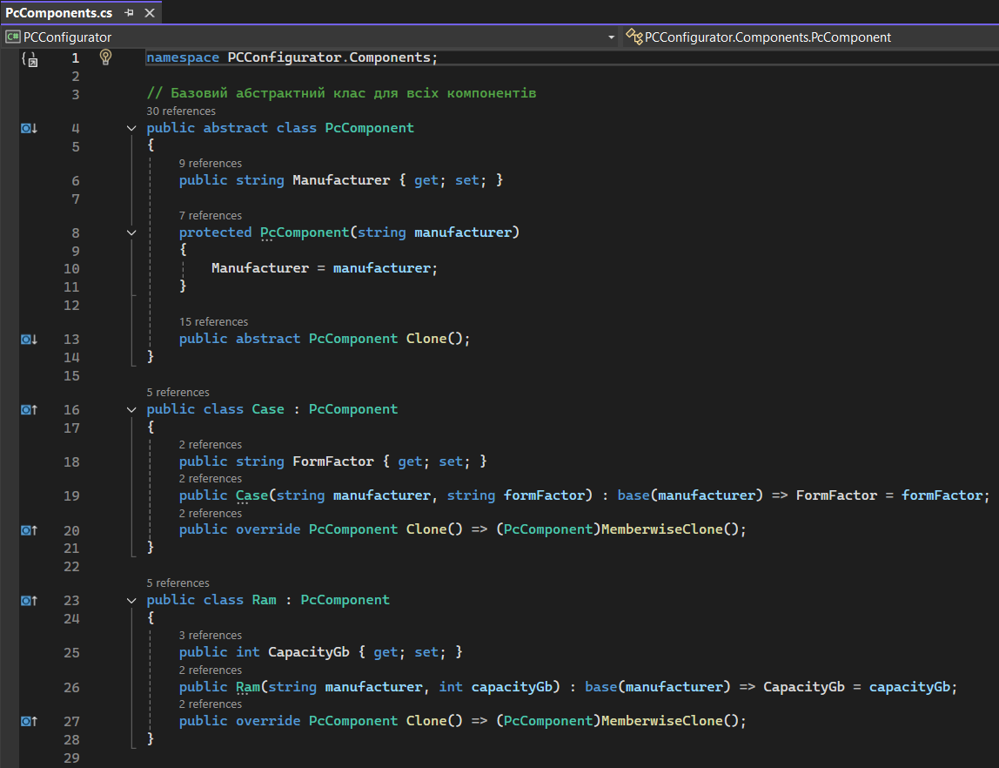 PcComponents.cs
C# PCConfigurator PCConfigurator.Components.PcComponent
1 namespace PCConfigurator.Components;
2
3 // Базовий абстрактний клас для всіх компонентів
30 references
4 public abstract class PcComponent
5 {
9 references
6 public string Manufacturer { get; set; }
7
7 references
8 protected PcComponent(string manufacturer)
9 {
10 Manufacturer = manufacturer;
11 }
12
15 references
13 public abstract PcComponent Clone();
14 }
15
5 references
16 public class Case : PcComponent
17 {
2 references
18 public string FormFactor { get; set; }
2 references
19 public Case(string manufacturer, string formFactor) : base(manufacturer) => FormFactor = formFactor;
2 references
20 public override PcComponent Clone() => (PcComponent)MemberwiseClone();
21 }
22
5 references
23 public class Ram : PcComponent
24 {
3 references
25 public int CapacityGb { get; set; }
2 references
26 public Ram(string manufacturer, int capacityGb) : base(manufacturer) => CapacityGb = capacityGb;
2 references
27 public override PcComponent Clone() => (PcComponent)MemberwiseClone();
28 }
29